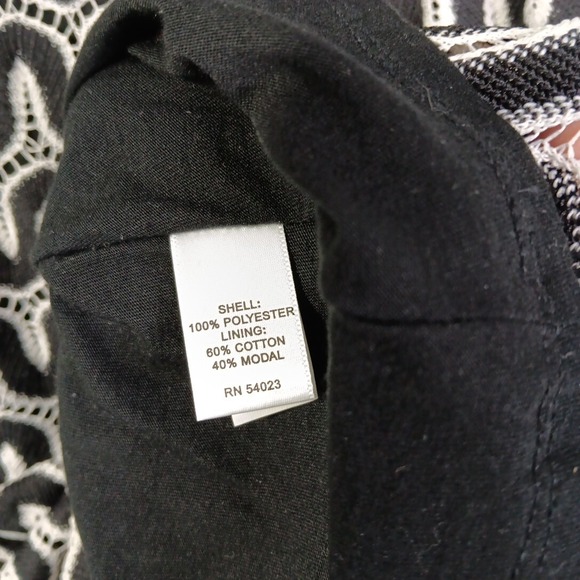 SHELL:
100% POLYESTER
LINING:
60% COTTON
40% MODAL
RN 54023